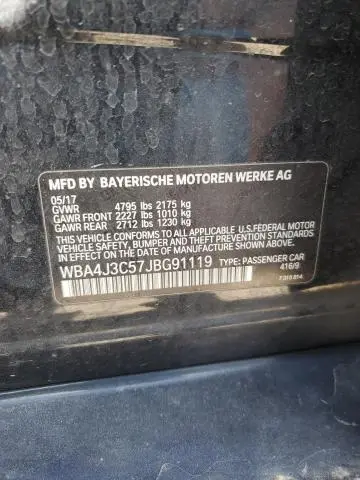 MFD BY BAYERISCHE MOTOREN WERKE AG
05/17
GVWR 4795 lbs 2175 kg
GAWR FRONT 2227 lbs 1010 kg
GAWR REAR 2712 lbs 1230 kg
THIS VEHICLE CONFORMS TO ALL APPLICABLE U.S.FEDERAL MOTOR
VEHICLE SAFETY, BUMPER AND THEFT PREVENTION STANDARDS
IN EFFECT ON THE DATE OF MANUFACTURE SHOWN ABOVE.
WBA4J3C57JBG91119 TYPE: PASSENGER CAR
416/9